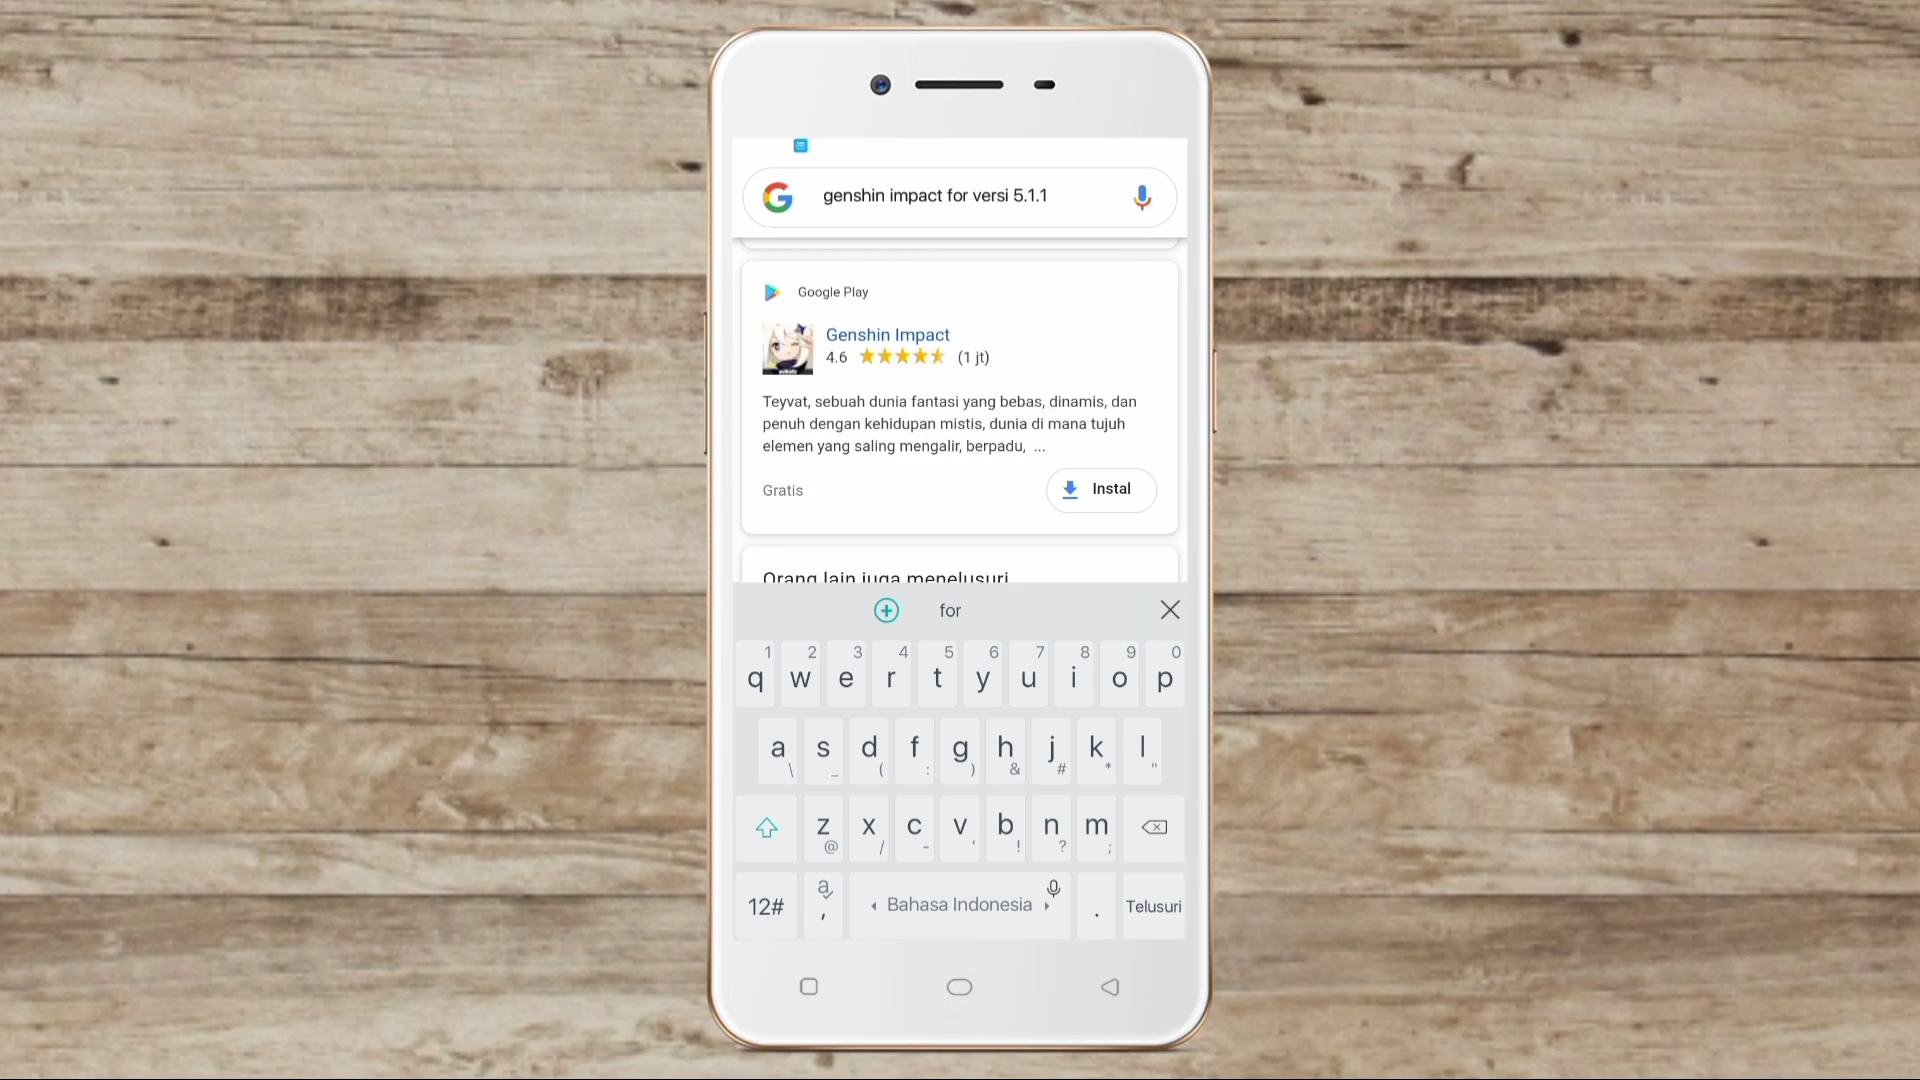 genshin impact for versi 5.1.1
Google Play
Genshin Impact
4.6 (1 jt)
Teyvat, sebuah dunia fantasi yang bebas, dinamis, dan
penuh dengan kehidupan mistis, dunia di mana tujuh
elemen yang saling mengalir, berpadu, ...
Gratis
Instal
Orang lain juga menelusuri
for
1 2 3 4 5 6 7 8 9 0
q w e r t y u i o p
a s d f g h j k l
\ _ ( : ) & # * "
z x c v b n m
@ / - ' ! ? ;
12# a , Bahasa Indonesia . Telusuri